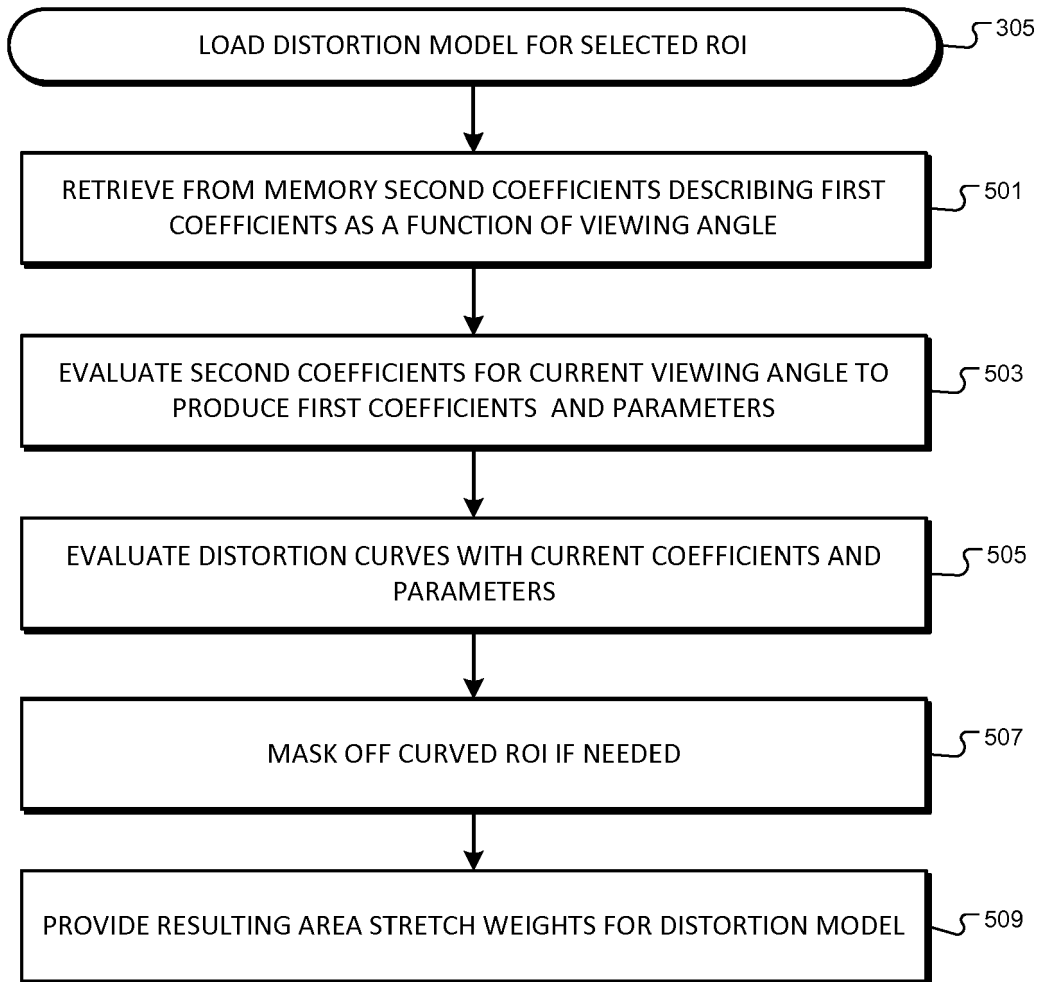 LOAD DISTORTION MODEL FOR SELECTED ROI
305
RETRIEVE FROM MEMORY SECOND COEFFICIENTS DESCRIBING FIRST
COEFFICIENTS AS A FUNCTION OF VIEWING ANGLE
501
EVALUATE SECOND COEFFICIENTS FOR CURRENT VIEWING ANGLE TO
PRODUCE FIRST COEFFICIENTS AND PARAMETERS
503
EVALUATE DISTORTION CURVES WITH CURRENT COEFFICIENTS AND
PARAMETERS
505
MASK OFF CURVED ROI IF NEEDED
507
PROVIDE RESULTING AREA STRETCH WEIGHTS FOR DISTORTION MODEL
509